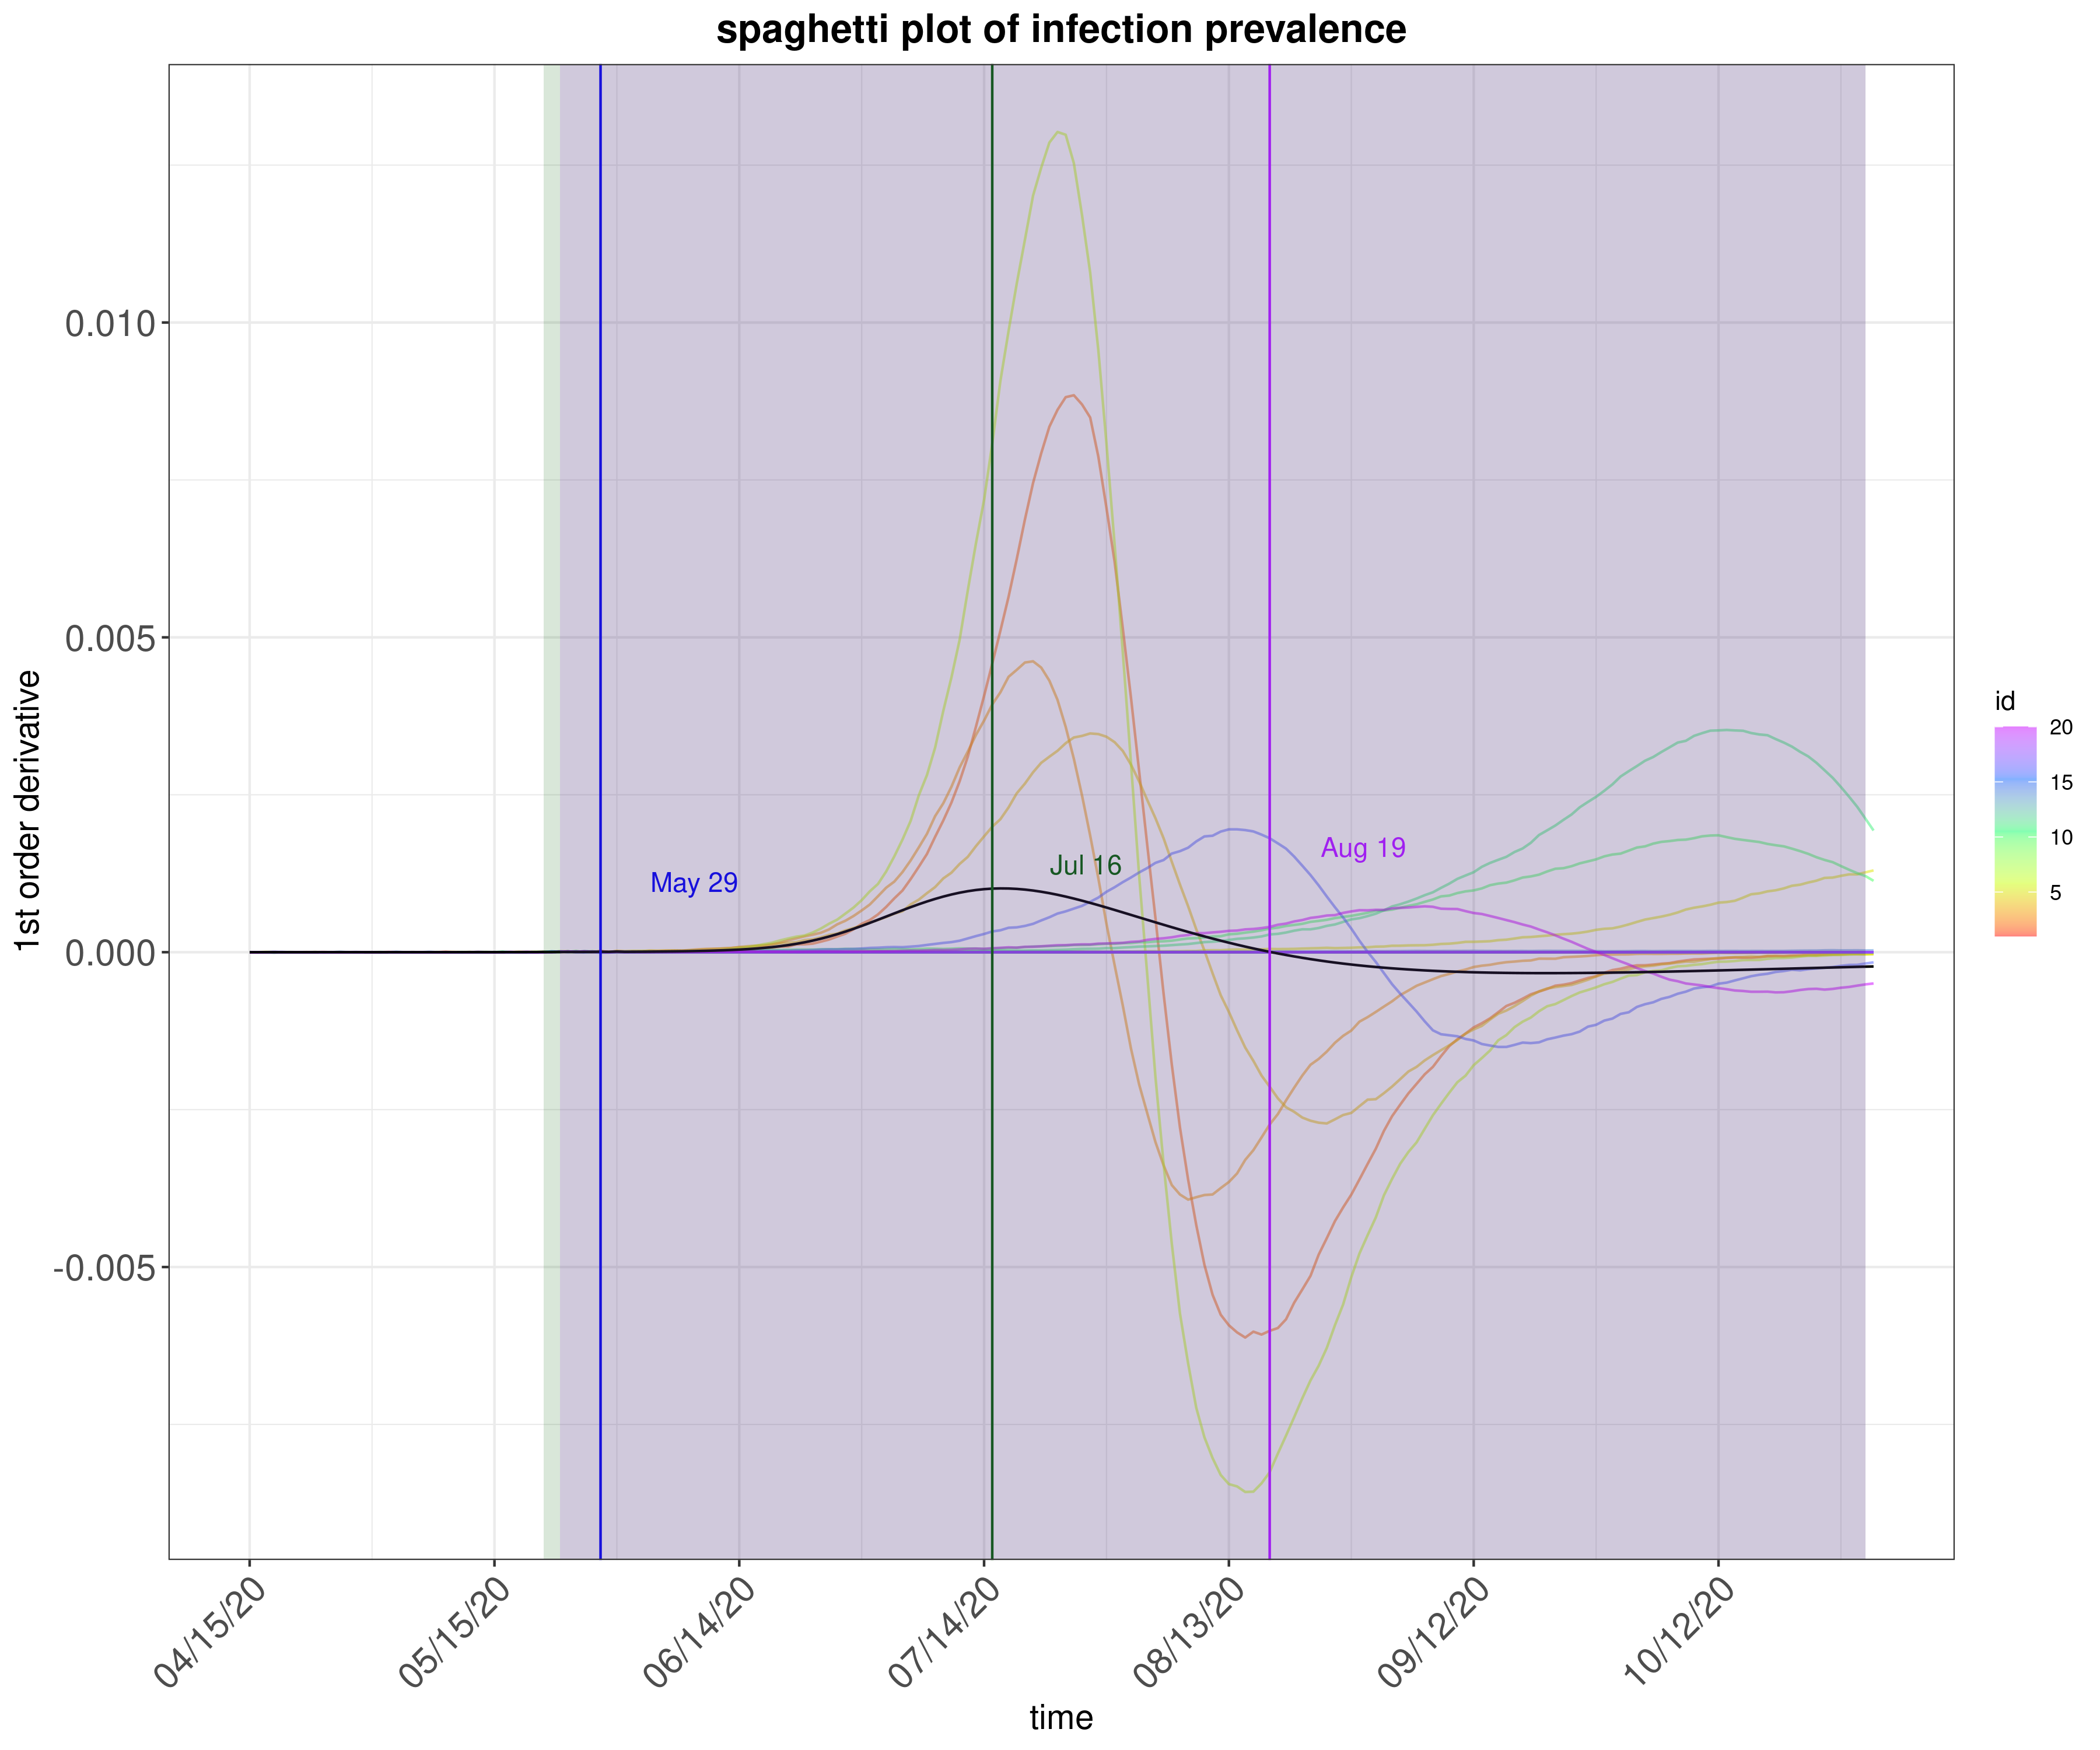 spaghetti plot of infection prevalence
1st order derivative
0.010
0.005
0.000
-0.005
May 29
Jul 16
Aug 19
04/15/20
05/15/20
06/14/20
07/14/20
08/13/20
09/12/20
10/12/20
time
id
20
15
10
5